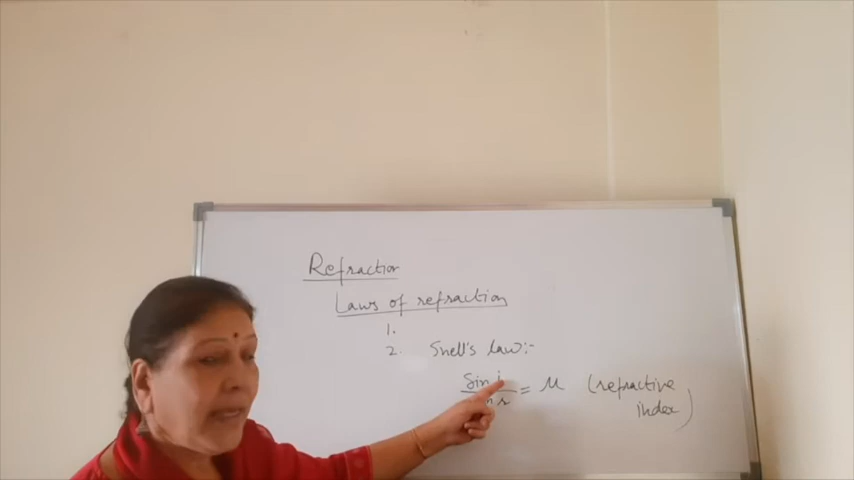 Refraction
Laws of refraction
1.
2. Snell's law:-
Sin i
= μ (refractive
index)